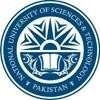 NATIONAL UNIVERSITY OF SCIENCES & TECHNOLOGY
PAKISTAN